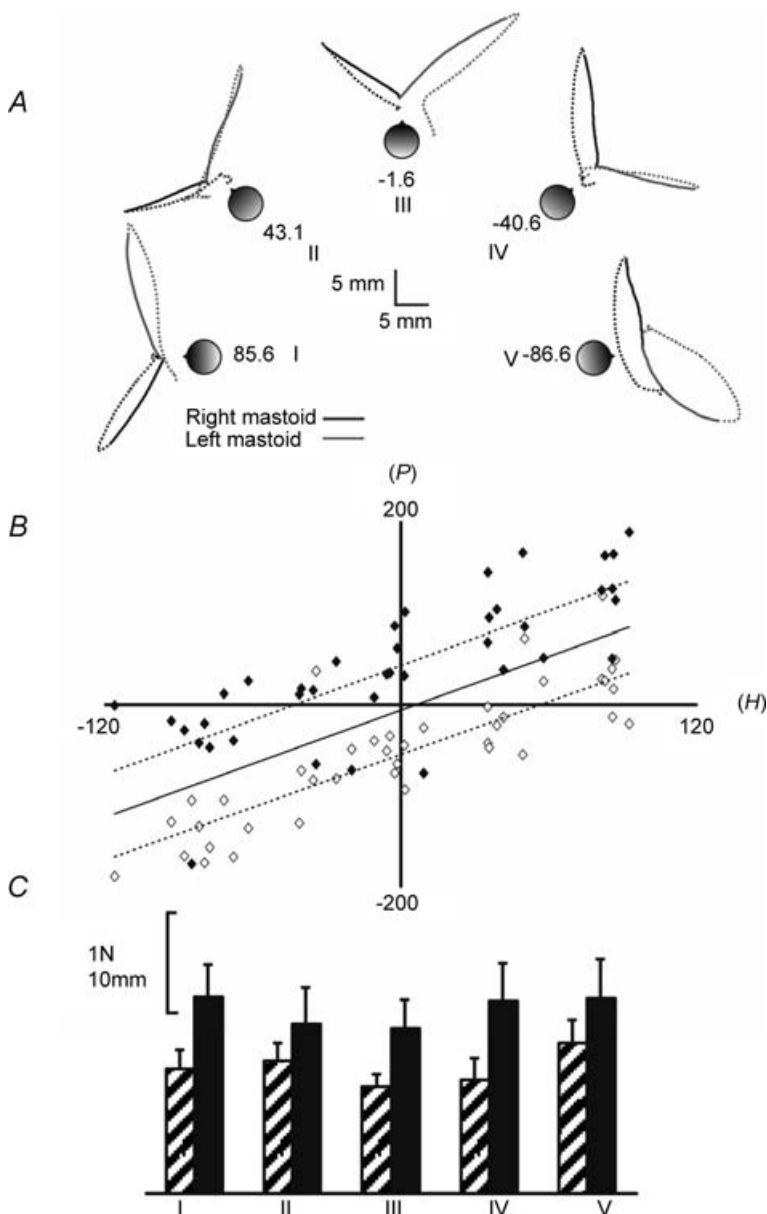 A
-1.6
III
43.1
II
-40.6
IV
5 mm
5 mm
85.6
I
V
-86.6
Right mastoid
Left mastoid
B
(P)
200
-120
120
(H)
-200
C
1N
10mm
I
II
III
IV
V